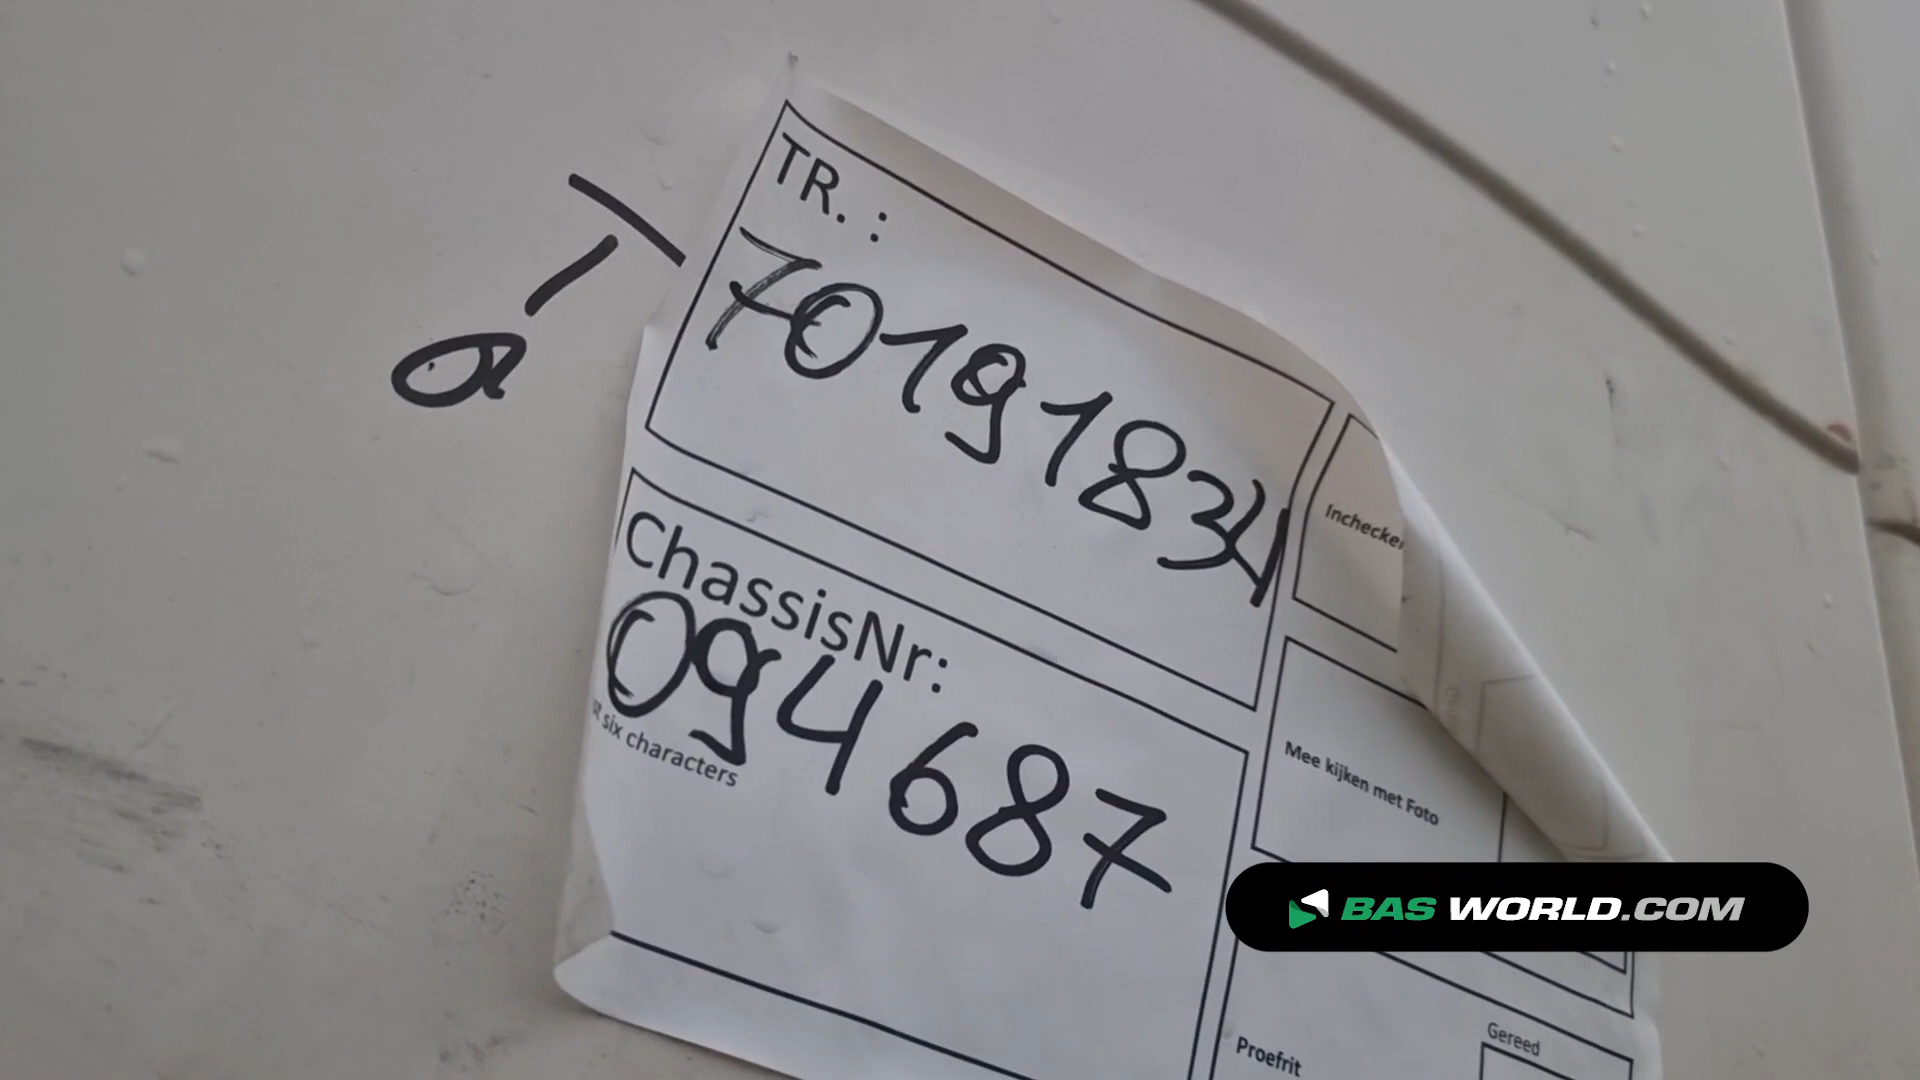 TR. :
70191834
ChassisNr:
094687
six characters
Inchecken
Mee kijken met Foto
BAS WORLD.COM
Proefrit
Gereed